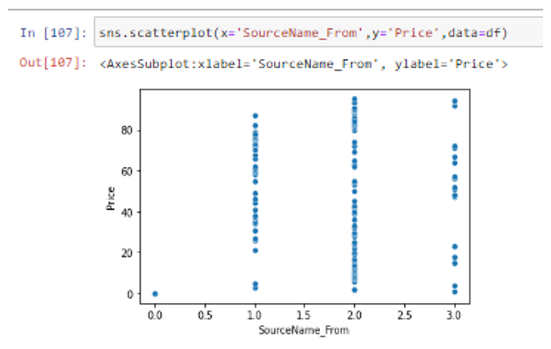 In [107]: sns.scatterplot(x='SourceName_From',y='Price',data=df)
Out[107]: <AxesSubplot:xlabel='SourceName_From', ylabel='Price'>
80
60
40
20
0
Price
0.0 0.5 1.0 1.5 2.0 2.5 3.0
SourceName_From